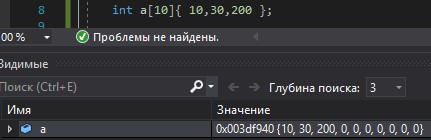 8 int a[10]{ 10,30,200 };
9
00 % Проблемы не найдены.
Видимые
Поиск (Ctrl+E) Глубина поиска: 3
Имя Значение
a 0x003df940 {10, 30, 200, 0, 0, 0, 0, 0, 0, 0}